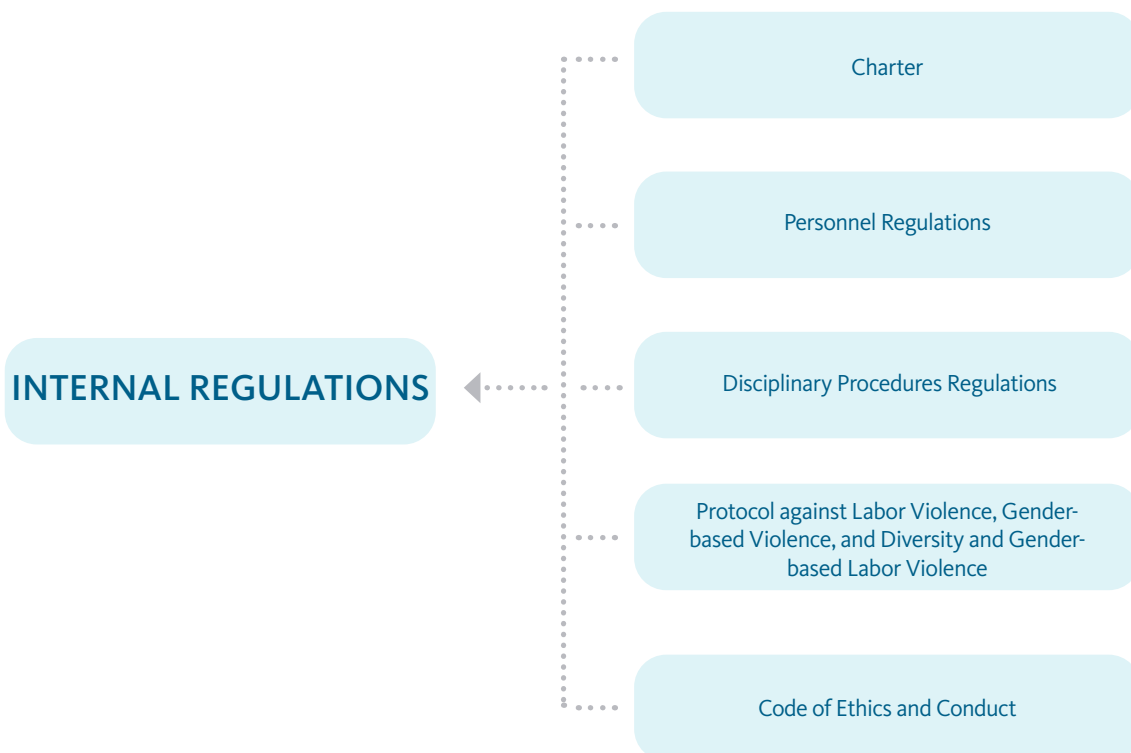 Charter
Personnel Regulations
INTERNAL REGULATIONS
Disciplinary Procedures Regulations
Protocol against Labor Violence, Gender-
based Violence, and Diversity and Gender-
based Labor Violence
Code of Ethics and Conduct